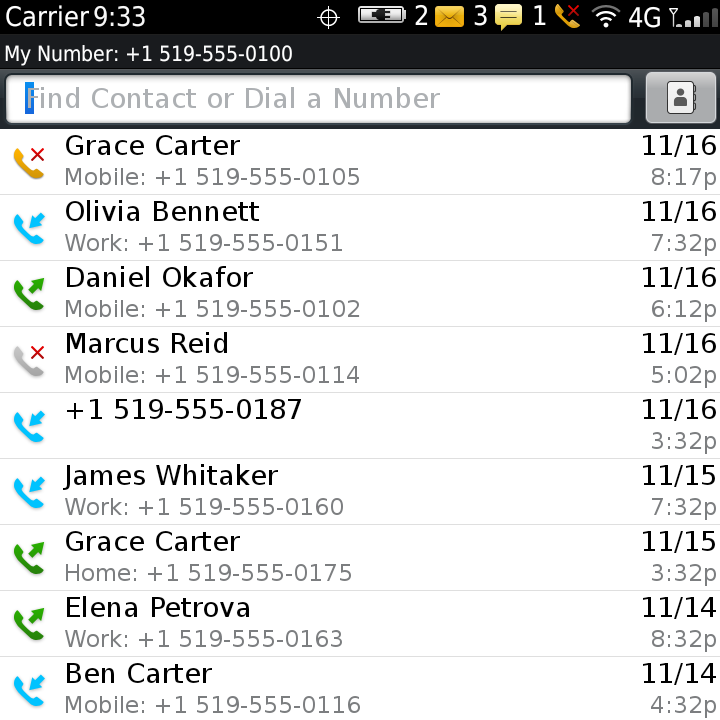 Carrier 9:33 2 3 1 4G
My Number: +1 519-555-0100
Find Contact or Dial a Number
Grace Carter 11/16
Mobile: +1 519-555-0105 8:17p
Olivia Bennett 11/16
Work: +1 519-555-0151 7:32p
Daniel Okafor 11/16
Mobile: +1 519-555-0102 6:12p
Marcus Reid 11/16
Mobile: +1 519-555-0114 5:02p
+1 519-555-0187 11/16
3:32p
James Whitaker 11/15
Work: +1 519-555-0160 7:32p
Grace Carter 11/15
Home: +1 519-555-0175 3:32p
Elena Petrova 11/14
Work: +1 519-555-0163 8:32p
Ben Carter 11/14
Mobile: +1 519-555-0116 4:32p